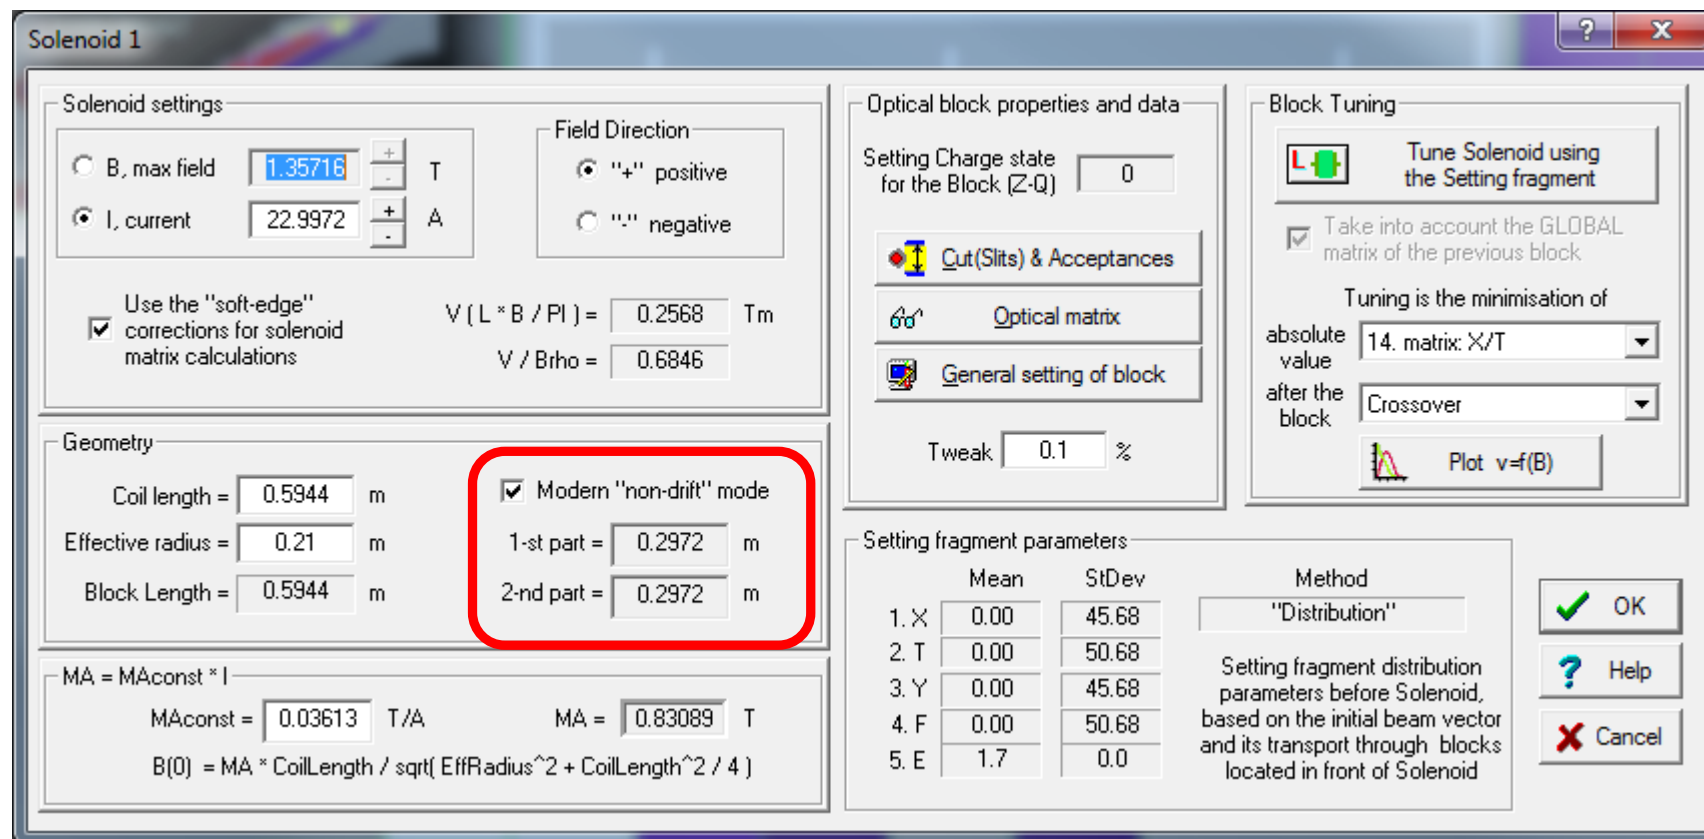 Solenoid 1
?
x
Solenoid settings
B, max field 1.35716 + - T
I, current 22.9972 + - A
Field Direction
"+" positive
"-" negative
Use the "soft-edge"
corrections for solenoid
matrix calculations
V ( L * B / PI ) = 0.2568 Tm
V / Brho = 0.6846
Geometry
Coil length = 0.5944 m
Effective radius = 0.21 m
Block Length = 0.5944 m
Modern "non-drift" mode
1-st part = 0.2972 m
2-nd part = 0.2972 m
MA = MAconst * I
MAconst = 0.03613 T/A MA = 0.83089 T
B(0) = MA * CoilLength / sqrt( EffRadius^2 + CoilLength^2 / 4 )
Optical block properties and data
Setting Charge state
for the Block (Z-Q) 0
Cut(Slits) & Acceptances
Optical matrix
General setting of block
Tweak 0.1 %
Block Tuning
L
Tune Solenoid using
the Setting fragment
Take into account the GLOBAL
matrix of the previous block
Tuning is the minimisation of
absolute
value
14. matrix: X/T
after the
block
Crossover
Plot v=f(B)
Setting fragment parameters
Mean StDev
1. X 0.00 45.68
2. T 0.00 50.68
3. Y 0.00 45.68
4. F 0.00 50.68
5. E 1.7 0.0
Method
"Distribution"
Setting fragment distribution
parameters before Solenoid,
based on the initial beam vector
and its transport through blocks
located in front of Solenoid
OK
? Help
Cancel